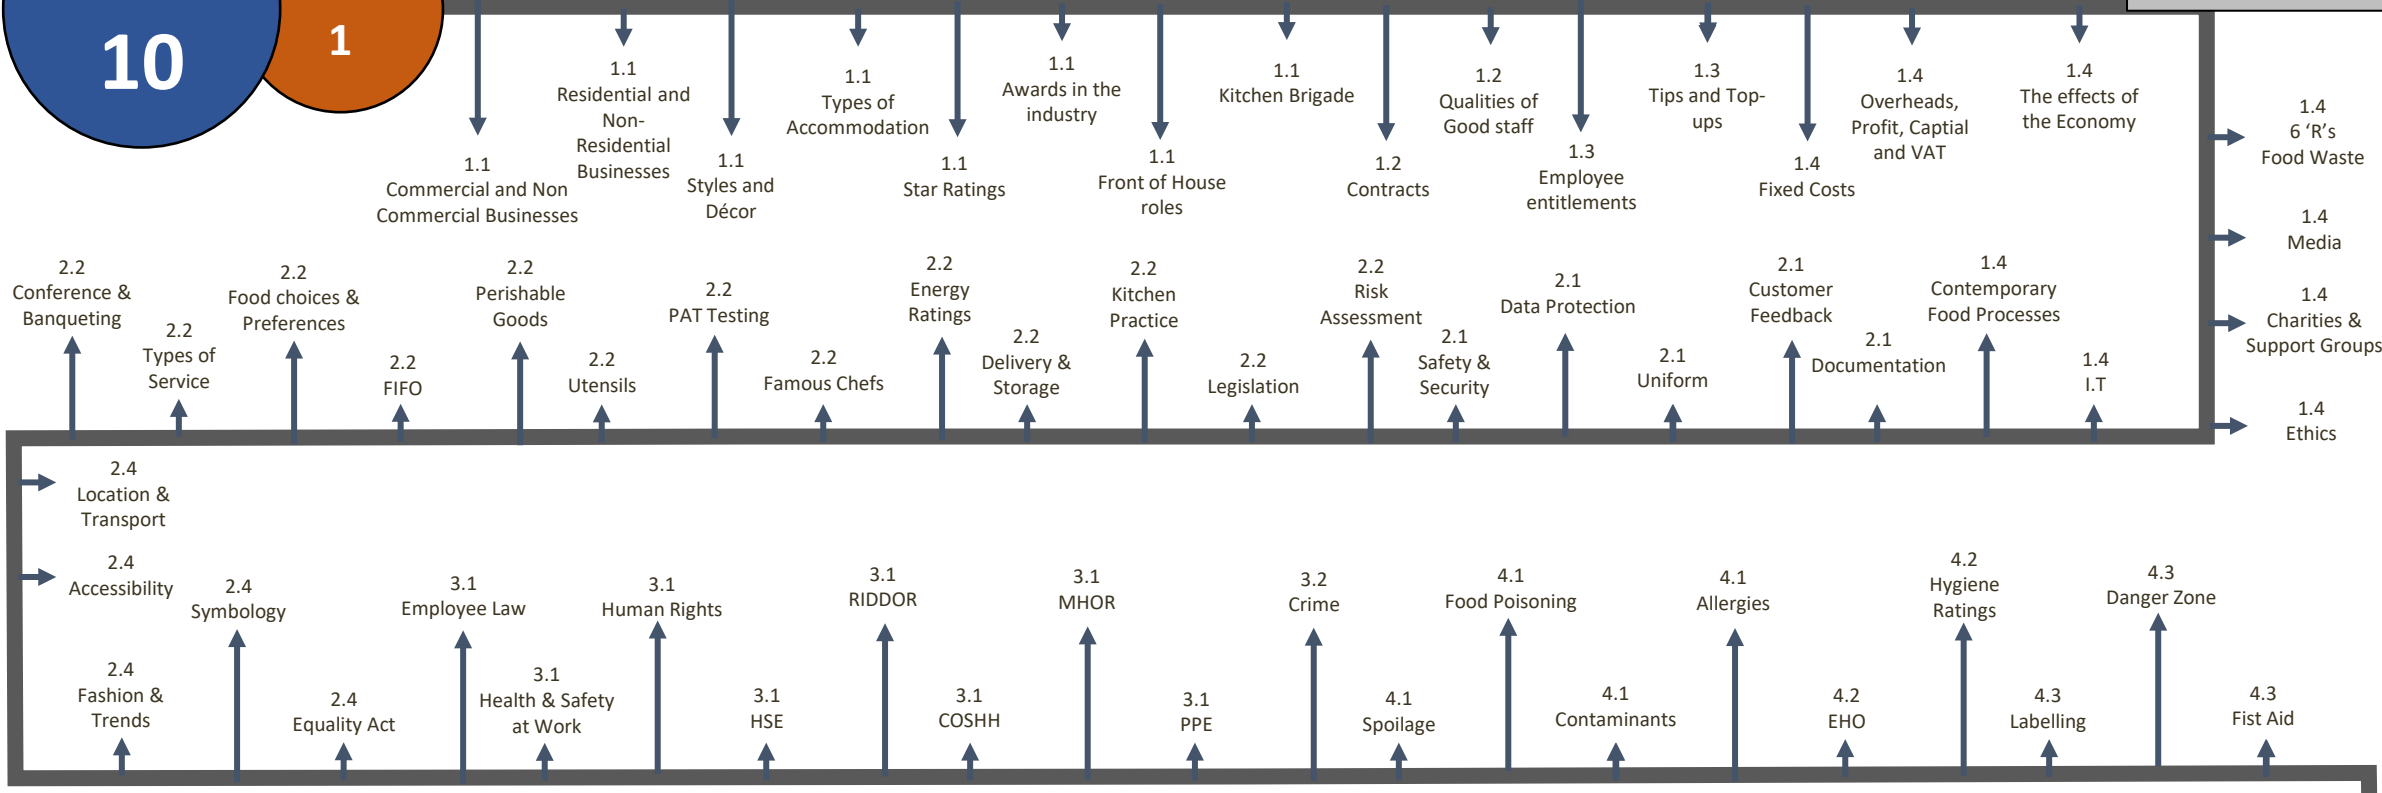 10
1
1.1
Commercial and Non
Commercial Businesses
1.1
Residential and
Non-
Residential
Businesses
1.1
Styles and
Décor
1.1
Types of
Accommodation
1.1
Star Ratings
1.1
Awards in the
industry
1.1
Front of House
roles
1.1
Kitchen Brigade
1.2
Contracts
1.2
Qualities of
Good staff
1.3
Employee
entitlements
1.3
Tips and Top-
ups
1.4
Fixed Costs
1.4
Overheads,
Profit, Captial
and VAT
1.4
The effects of
the Economy
1.4
6 ‘R’s
Food Waste
1.4
Media
1.4
Charities &
Support Groups
1.4
Ethics
2.2
Conference &
Banqueting
2.2
Types of
Service
2.2
Food choices &
Preferences
2.2
FIFO
2.2
Perishable
Goods
2.2
Utensils
2.2
PAT Testing
2.2
Famous Chefs
2.2
Energy
Ratings
2.2
Delivery &
Storage
2.2
Kitchen
Practice
2.2
Legislation
2.2
Risk
Assessment
2.1
Safety &
Security
2.1
Data Protection
2.1
Uniform
2.1
Customer
Feedback
2.1
Documentation
1.4
Contemporary
Food Processes
1.4
I.T
2.4
Location &
Transport
2.4
Accessibility
2.4
Fashion &
Trends
2.4
Symbology
2.4
Equality Act
3.1
Employee Law
3.1
Health & Safety
at Work
3.1
Human Rights
3.1
HSE
3.1
RIDDOR
3.1
COSHH
3.1
MHOR
3.1
PPE
3.2
Crime
4.1
Spoilage
4.1
Food Poisoning
4.1
Contaminants
4.1
Allergies
4.2
EHO
4.2
Hygiene
Ratings
4.3
Labelling
4.3
Danger Zone
4.3
Fist Aid